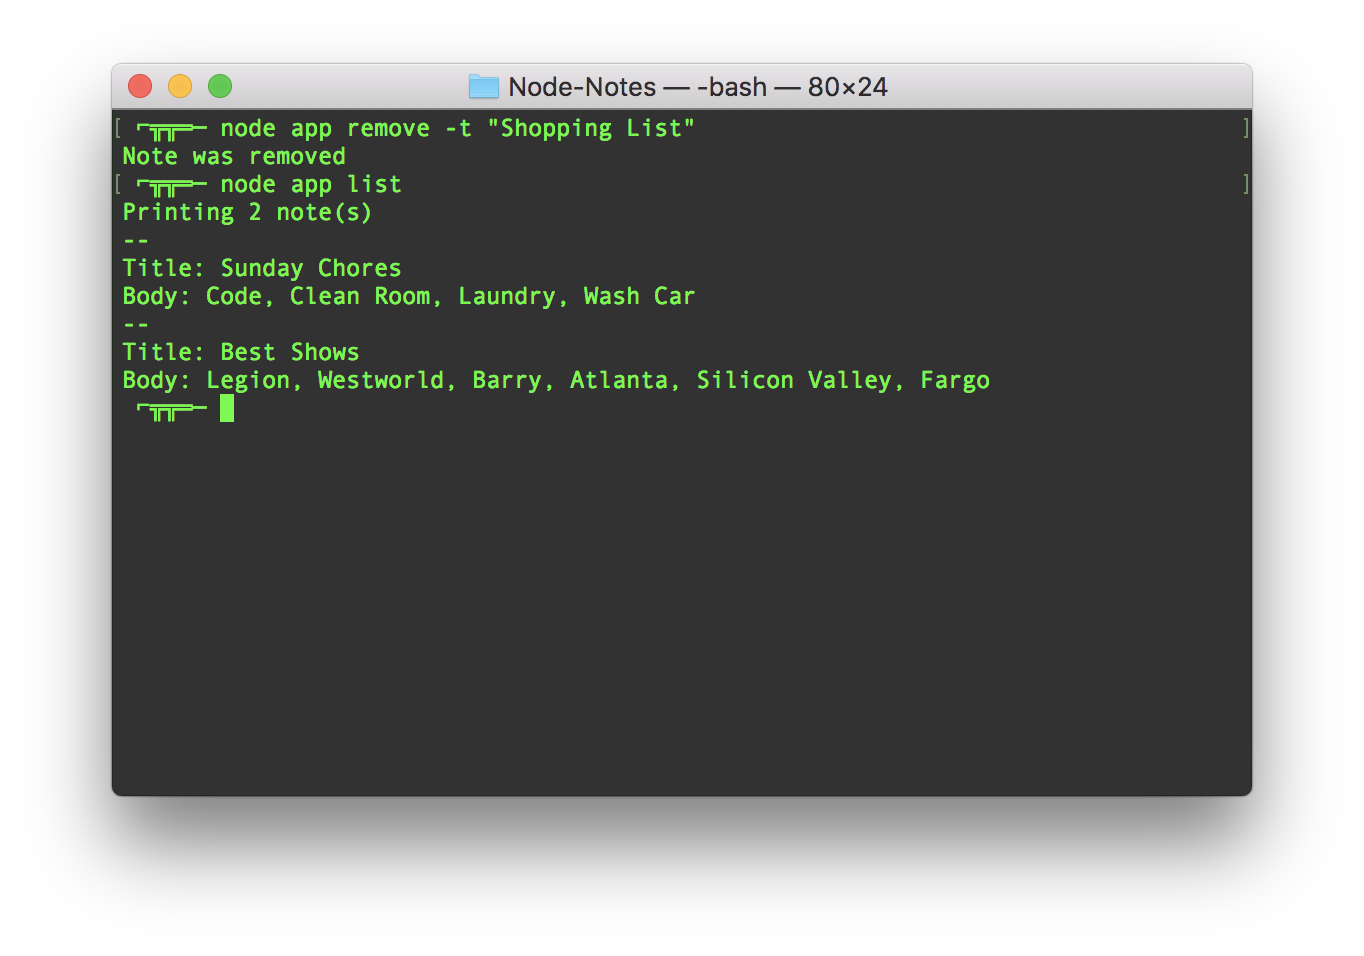 Node-Notes — -bash — 80×24
[ ┌╦╦═─ node app remove -t "Shopping List" ]
Note was removed
[ ┌╦╦═─ node app list ]
Printing 2 note(s)
--
Title: Sunday Chores
Body: Code, Clean Room, Laundry, Wash Car
--
Title: Best Shows
Body: Legion, Westworld, Barry, Atlanta, Silicon Valley, Fargo
┌╦╦═─